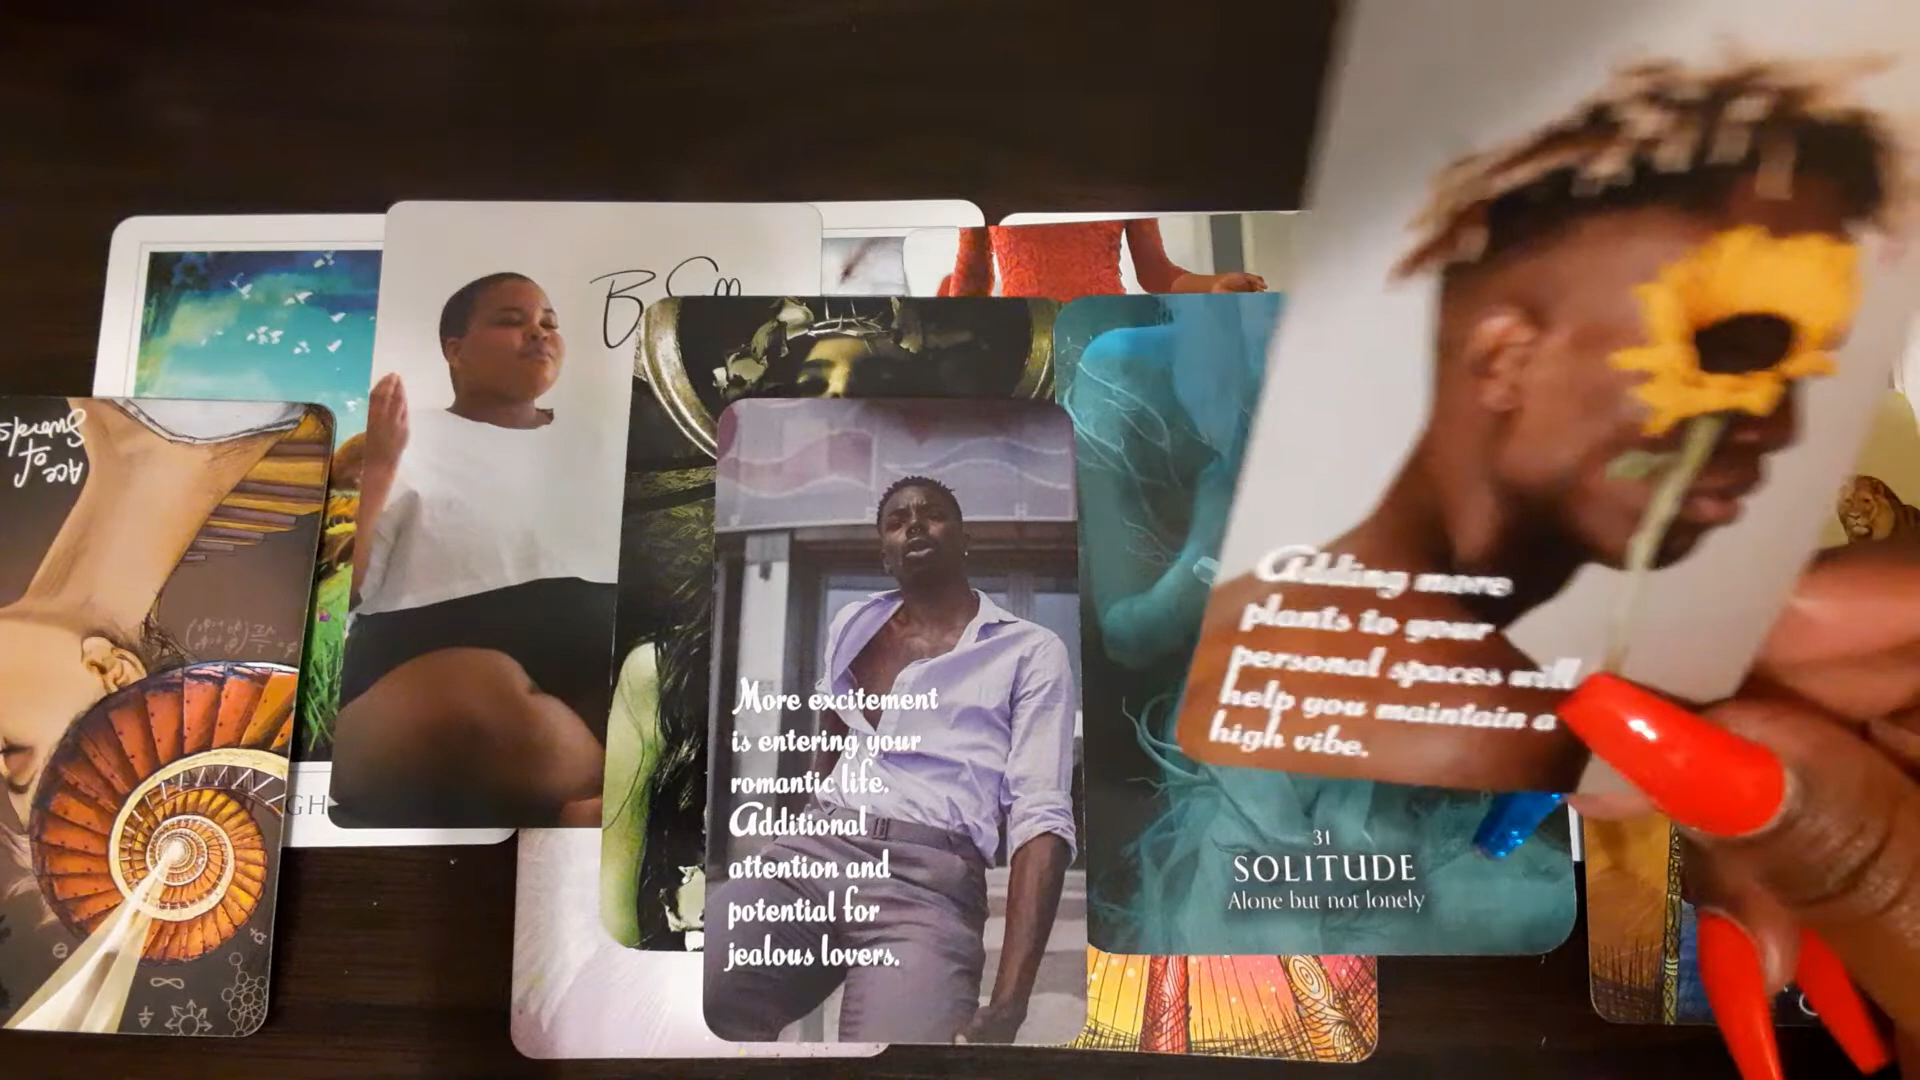 Ace
of
Swords
B
GH
More excitement
is entering your
romantic life.
Additional
attention and
potential for
jealous lovers.
31
SOLITUDE
Alone but not lonely
Adding more
plants to your
personal spaces will
help you maintain a
high vibe.